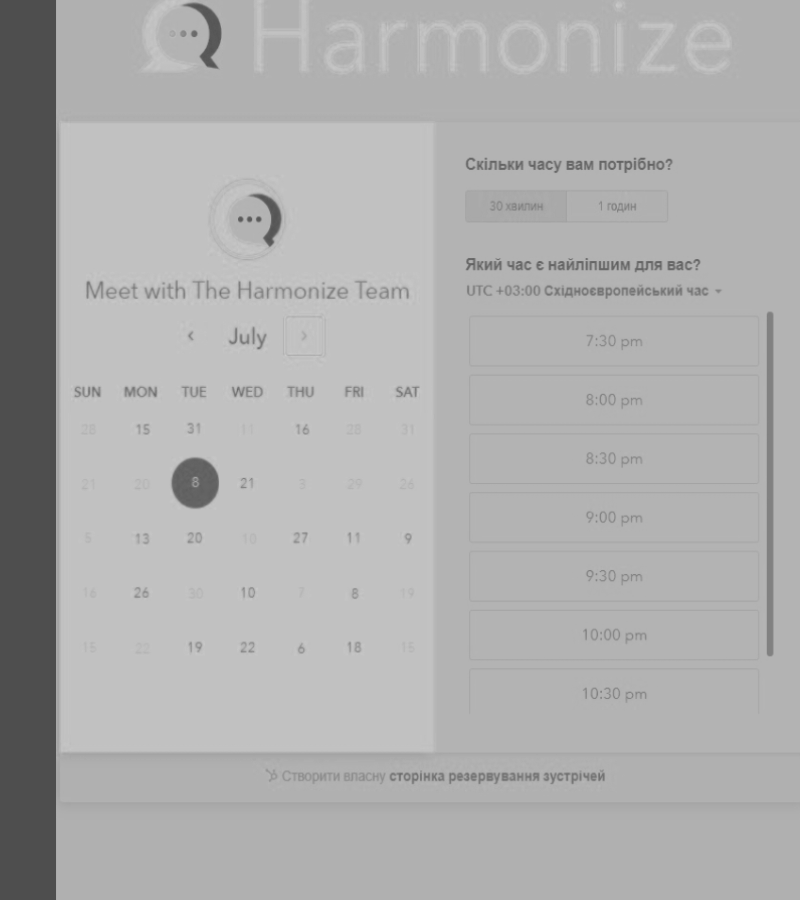 Harmonize
Meet with The Harmonize Team
July
SUN MON TUE WED THU FRI SAT
28 15 31 11 16 28 31
21 20 8 21 3 29 26
5 13 20 10 27 11 9
16 26 30 10 7 8 19
15 22 19 22 6 18 15
Скільки часу вам потрібно?
30 хвилин 1 годин
Який час є найліпшим для вас?
UTC +03:00 Східноєвропейський час
7:30 pm
8:00 pm
8:30 pm
9:00 pm
9:30 pm
10:00 pm
10:30 pm
Створити власну сторінка резервування зустрічей